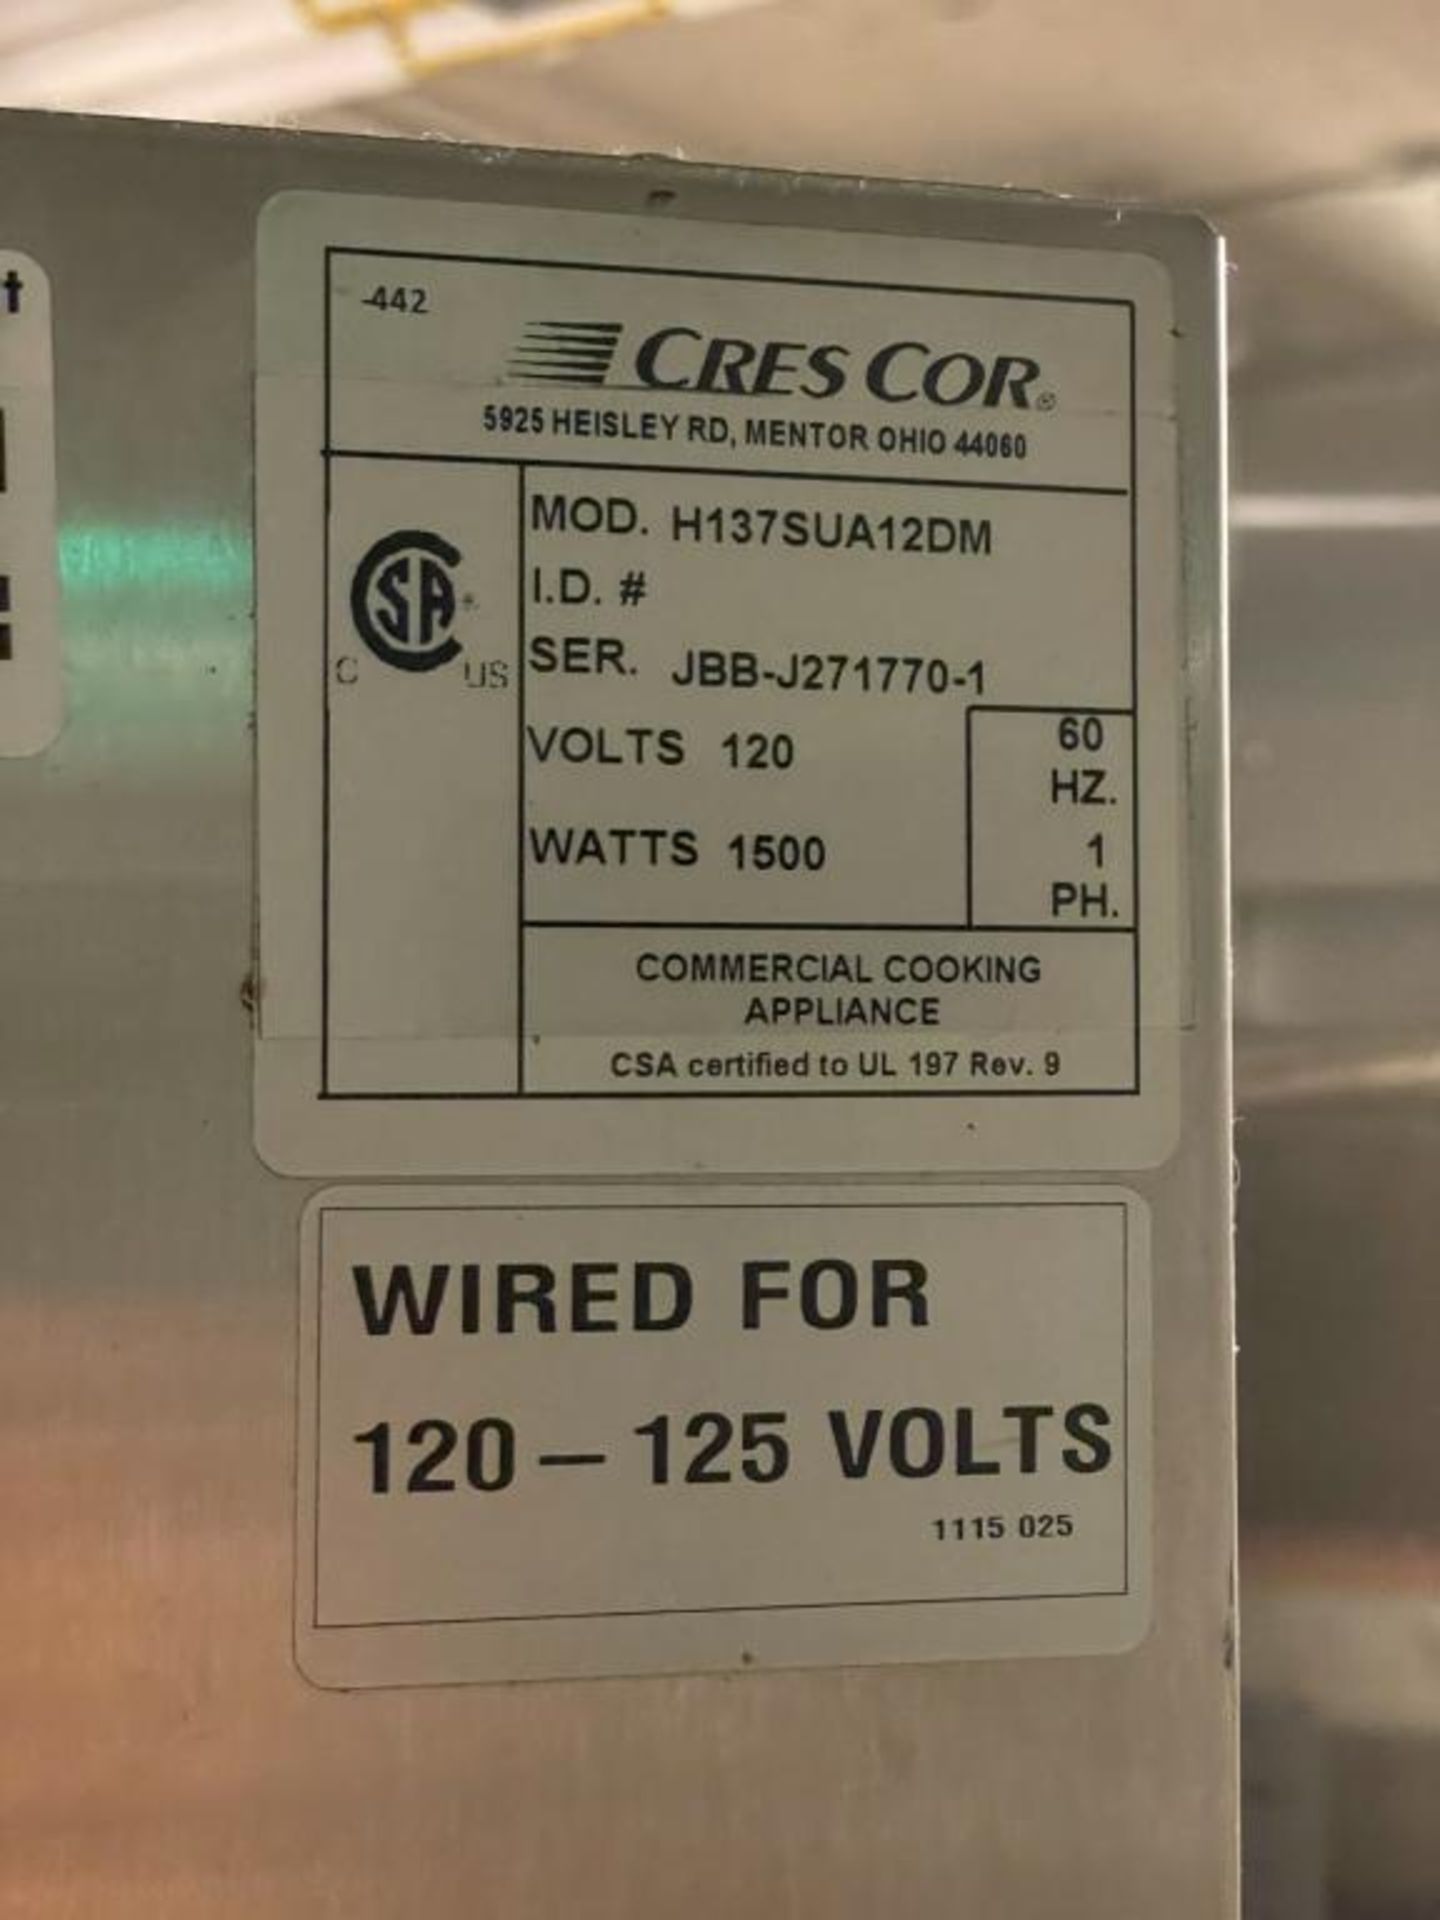 t
-442
CRES COR®
5925 HEISLEY RD, MENTOR OHIO 44060
CSA®
C US
MOD. H137SUA12DM
I.D. #
SER. JBB-J271770-1
VOLTS 120
60
HZ.
WATTS 1500
1
PH.
COMMERCIAL COOKING
APPLIANCE
CSA certified to UL 197 Rev. 9
WIRED FOR
120 – 125 VOLTS
1115 025